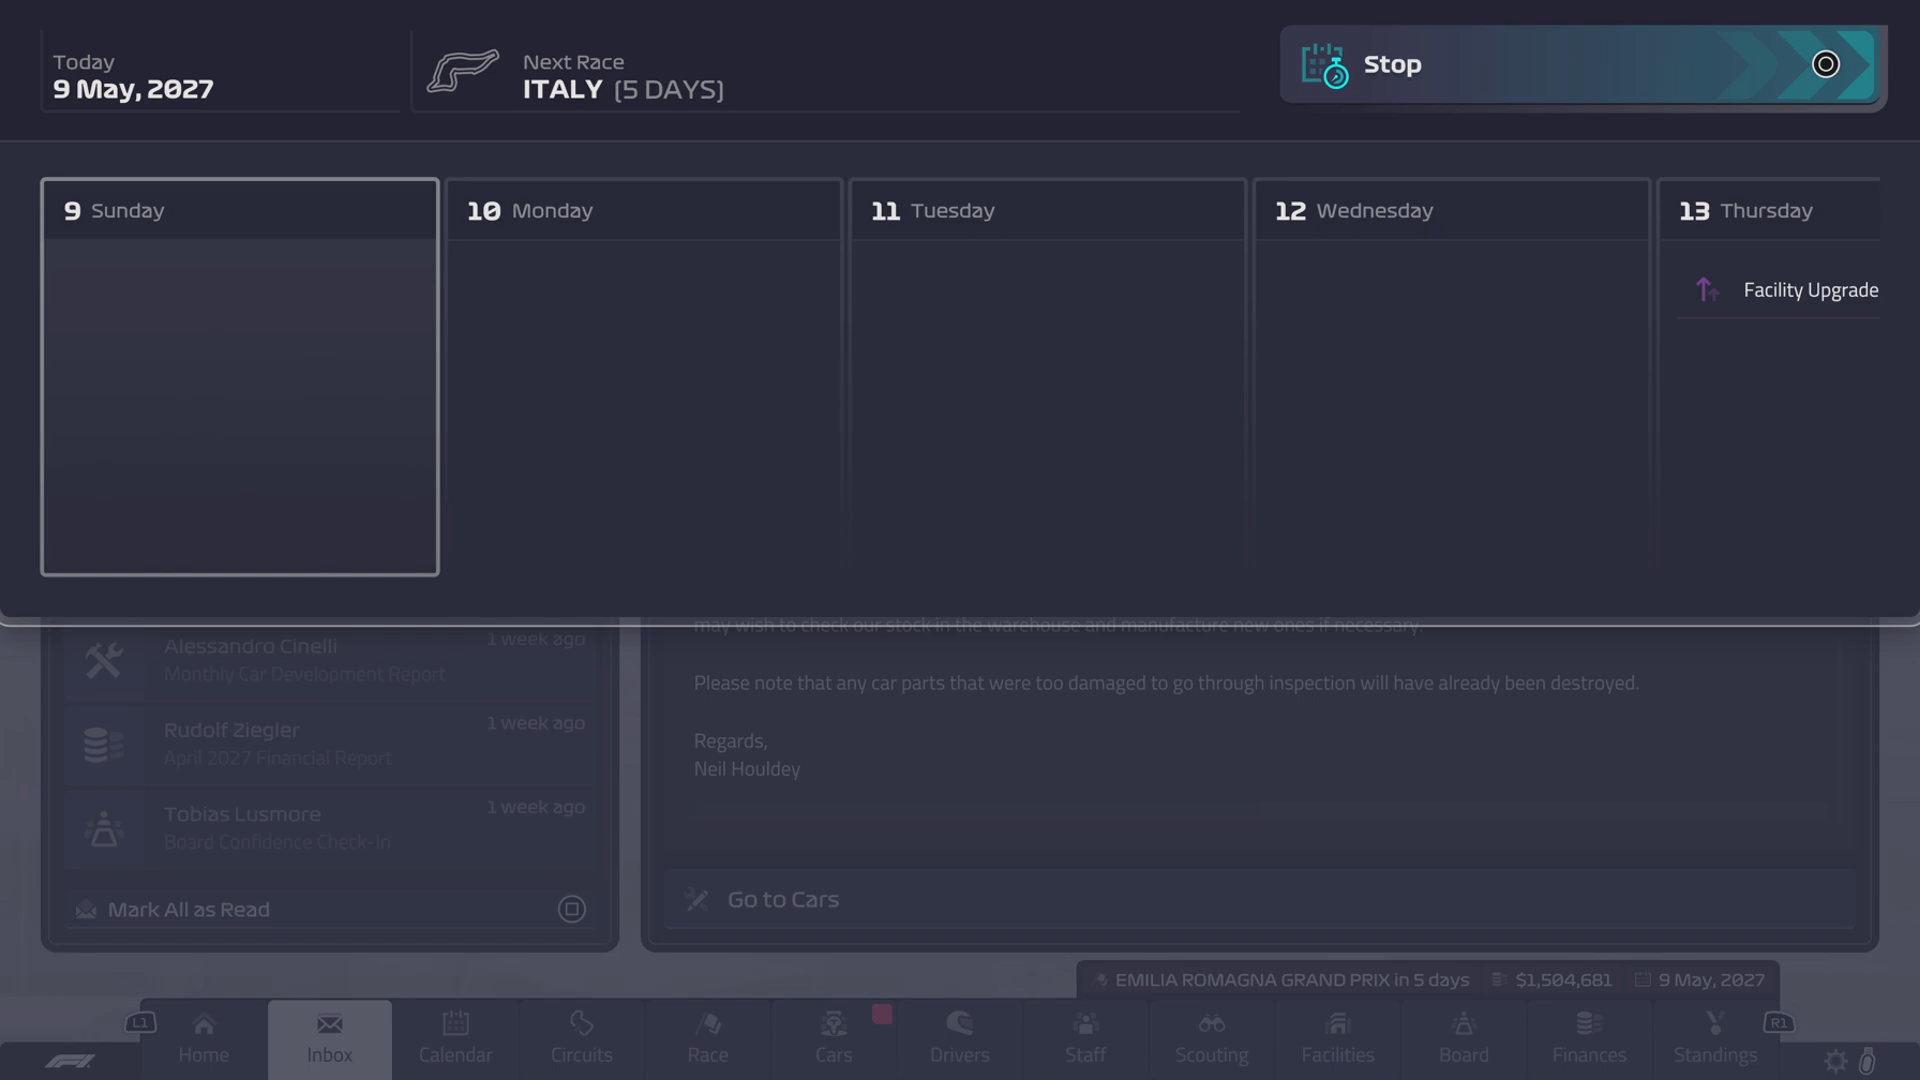 Today
9 May, 2027
Next Race
ITALY (5 DAYS)
Stop
9 Sunday
10 Monday
11 Tuesday
12 Wednesday
13 Thursday
Facility Upgrade
may wish to check our stock in the warehouse and manufacture new ones if necessary.
Alessandro Cinelli
1 week ago
Monthly Car Development Report
Please note that any car parts that were too damaged to go through inspection will have already been destroyed.
Rudolf Ziegler
1 week ago
April 2027 Financial Report
Regards,
Neil Houldey
Tobias Lusmore
1 week ago
Board Confidence Check-In
Mark All as Read
Go to Cars
EMILIA ROMAGNA GRAND PRIX in 5 days
$1,504,681
9 May, 2027
L1
Home
Inbox
Calendar
Circuits
Race
Cars
Drivers
Staff
Scouting
Facilities
Board
Finances
Standings
R1